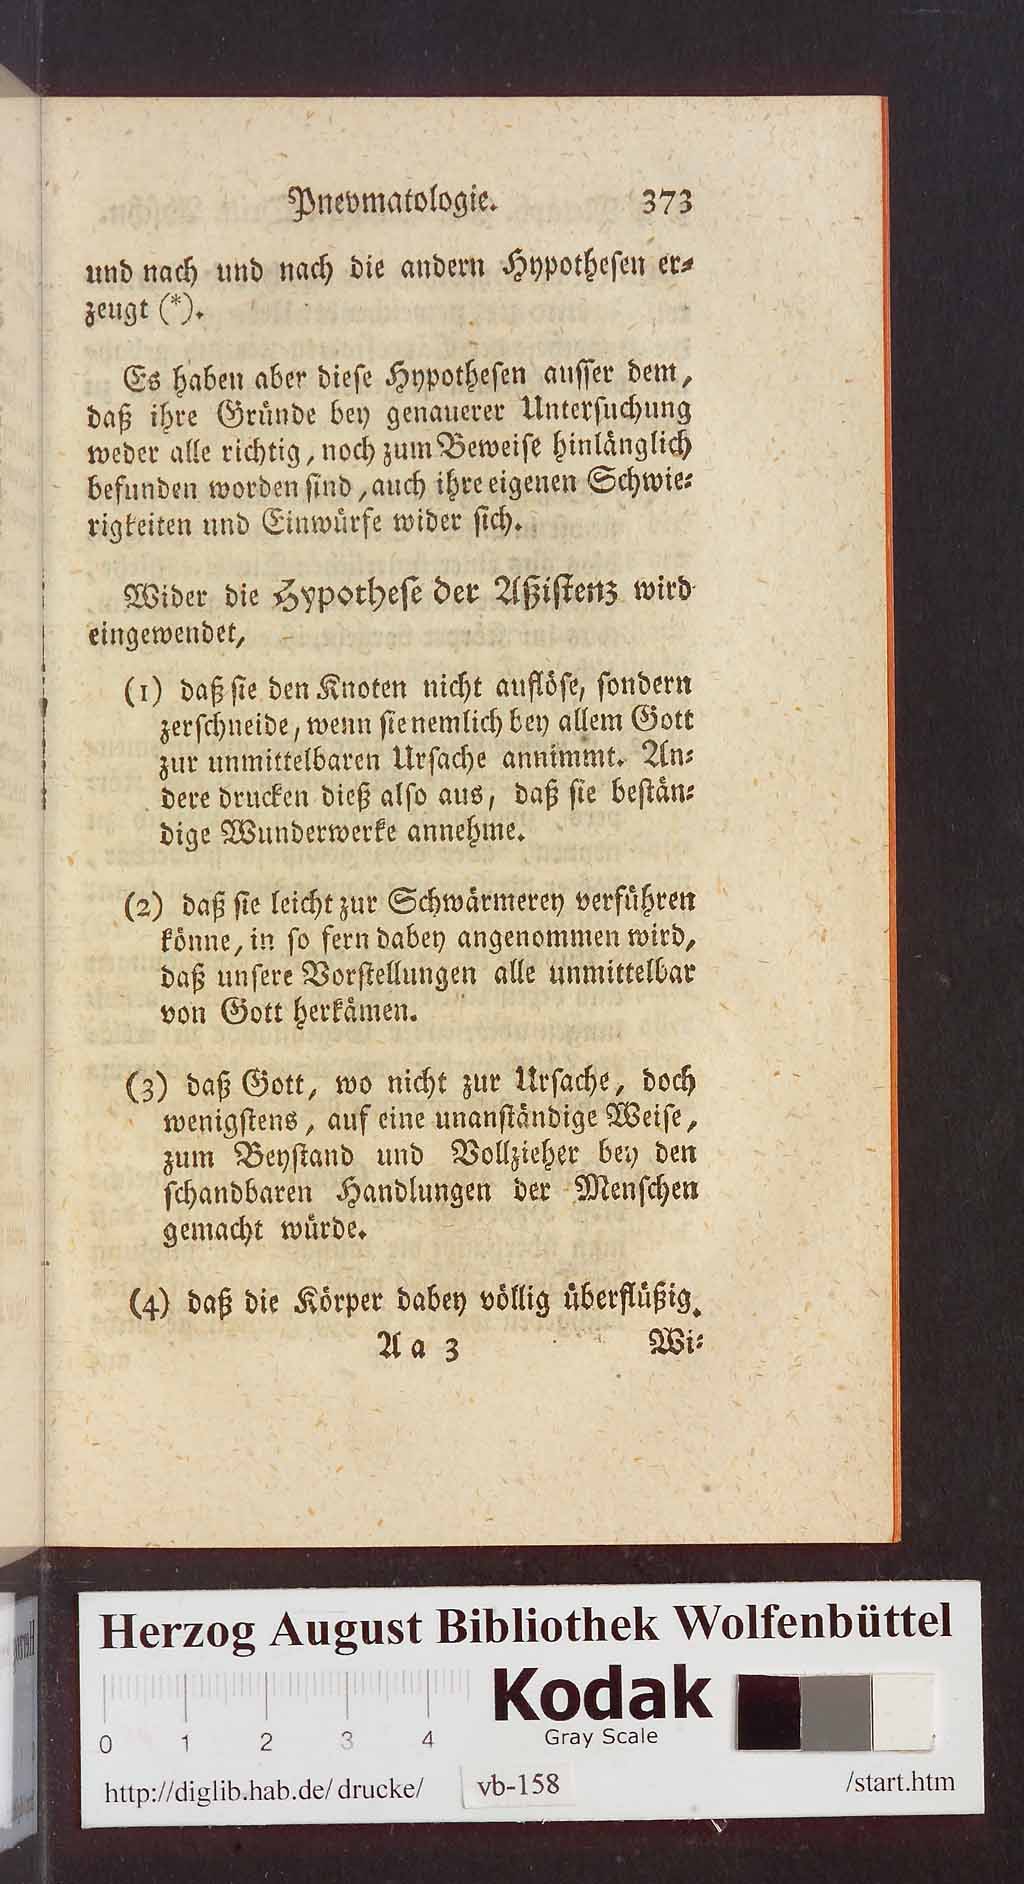 Pnevmatologie. 373
und nach und nach die andern Hypothesen er-
zeugt (*).
Es haben aber diese Hypothesen ausser dem,
daß ihre Gründe bey genauerer Untersuchung
weder alle richtig, noch zum Beweise hinlänglich
befunden worden sind, auch ihre eigenen Schwie-
rigkeiten und Einwürfe wider sich.
Wider die Hypothese der Aßistenz wird
eingewendet,
(1) daß sie den Knoten nicht auflöse, sondern
zerschneide, wenn sie nemlich bey allem Gott
zur unmittelbaren Ursache annimmt. An-
dere drucken dieß also aus, daß sie bestän-
dige Wunderwerke annehme.
(2) daß sie leicht zur Schwärmerey verführen
könne, in so fern dabey angenommen wird,
daß unsere Vorstellungen alle unmittelbar
von Gott herkämen.
(3) daß Gott, wo nicht zur Ursache, doch
wenigstens, auf eine unanständige Weise,
zum Beystand und Vollzieher bey den
schandbaren Handlungen der Menschen
gemacht würde.
(4) daß die Körper dabey völlig überflüßig.
A a 3 Wi-
Herzog August Bibliothek Wolfenbüttel
Kodak
Gray Scale
0 1 2 3 4
http://diglib.hab.de/drucke/ vb-158 /start.htm